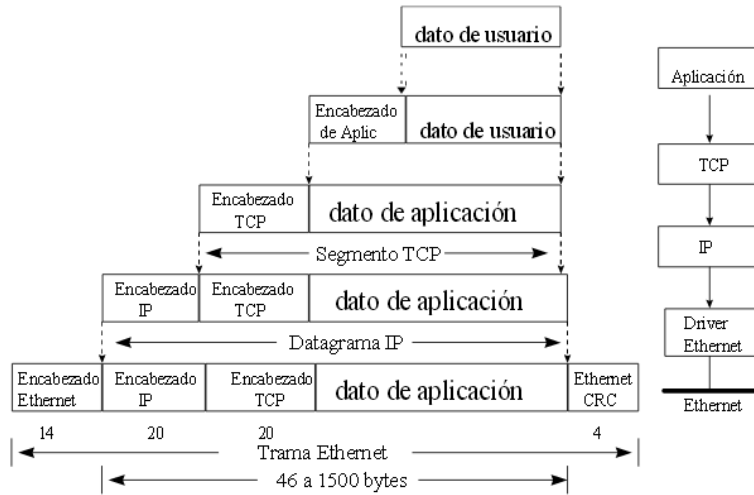 dato de usuario
Encabezado
de Aplic
dato de usuario
Encabezado
TCP
dato de aplicación
Segmento TCP
Encabezado
IP
Encabezado
TCP
dato de aplicación
Datagrama IP
Encabezado
Ethernet
Encabezado
IP
Encabezado
TCP
dato de aplicación
Ethernet
CRC
14
20
20
4
Trama Ethernet
46 a 1500 bytes
Aplicación
TCP
IP
Driver
Ethernet
Ethernet